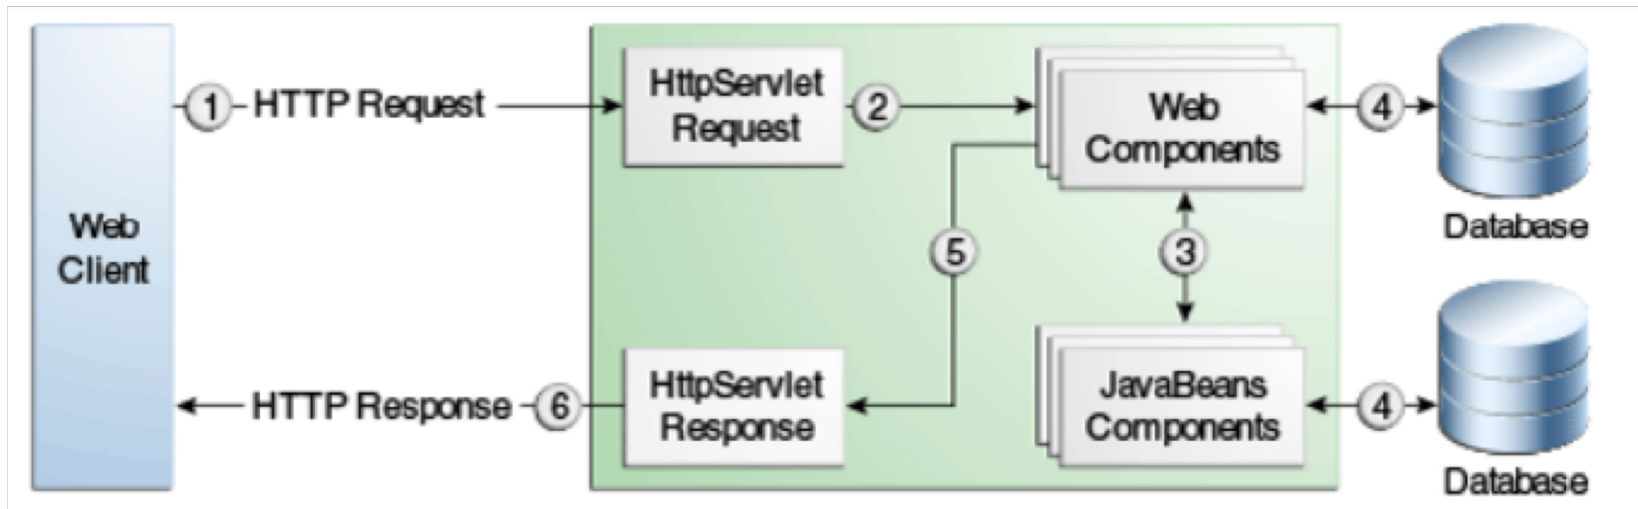 Web
Client
1 HTTP Request
HttpServlet
Request
2
Web
Components
4
Database
5
3
HTTP Response 6
HttpServlet
Response
JavaBeans
Components
4
Database